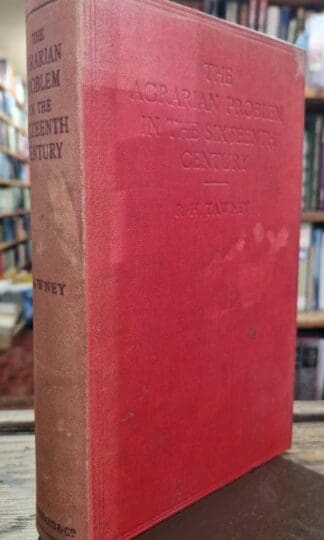 THE
AGRARIAN
PROBLEM
IN THE
SIXTEENTH
CENTURY
TAWNEY
THE
AGRARIAN PROBLEM
IN THE SIXTEENTH
CENTURY
R. H. TAWNEY